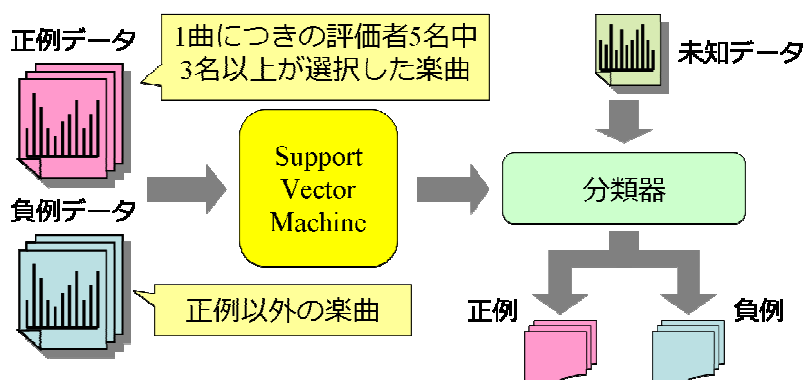 正例データ
1曲につきの評価者5名中
3名以上が選択した楽曲
未知データ
Support
Vector
Machine
分類器
負例データ
正例以外の楽曲
正例
負例